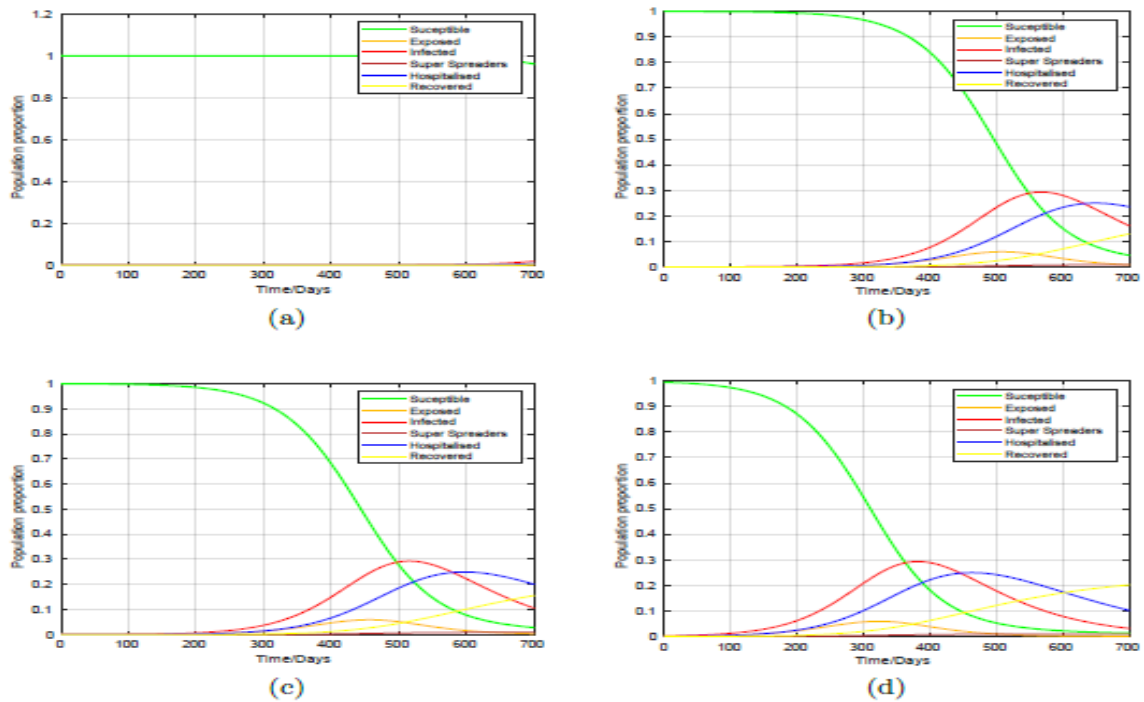 1.2
1
0.8
0.6
0.4
0.2
0
Population proportion
Suceptible
Exposed
Infected
Super Spreaders
Hospitalised
Recovered
0 100 200 300 400 500 600 700
Time/Days
(a)
1
0.9
0.8
0.7
0.6
0.5
0.4
0.3
0.2
0.1
0
Population proportion
Suceptible
Exposed
Infected
Super Spreaders
Hospitalised
Recovered
0 100 200 300 400 500 600 700
Time/Days
(b)
1
0.9
0.8
0.7
0.6
0.5
0.4
0.3
0.2
0.1
0
Population proportion
Suceptible
Exposed
Infected
Super Spreaders
Hospitalised
Recovered
0 100 200 300 400 500 600 700
Time/Days
(c)
1
0.9
0.8
0.7
0.6
0.5
0.4
0.3
0.2
0.1
0
Population proportion
Suceptible
Exposed
Infected
Super Spreaders
Hospitalised
Recovered
0 100 200 300 400 500 600 700
Time/Days
(d)